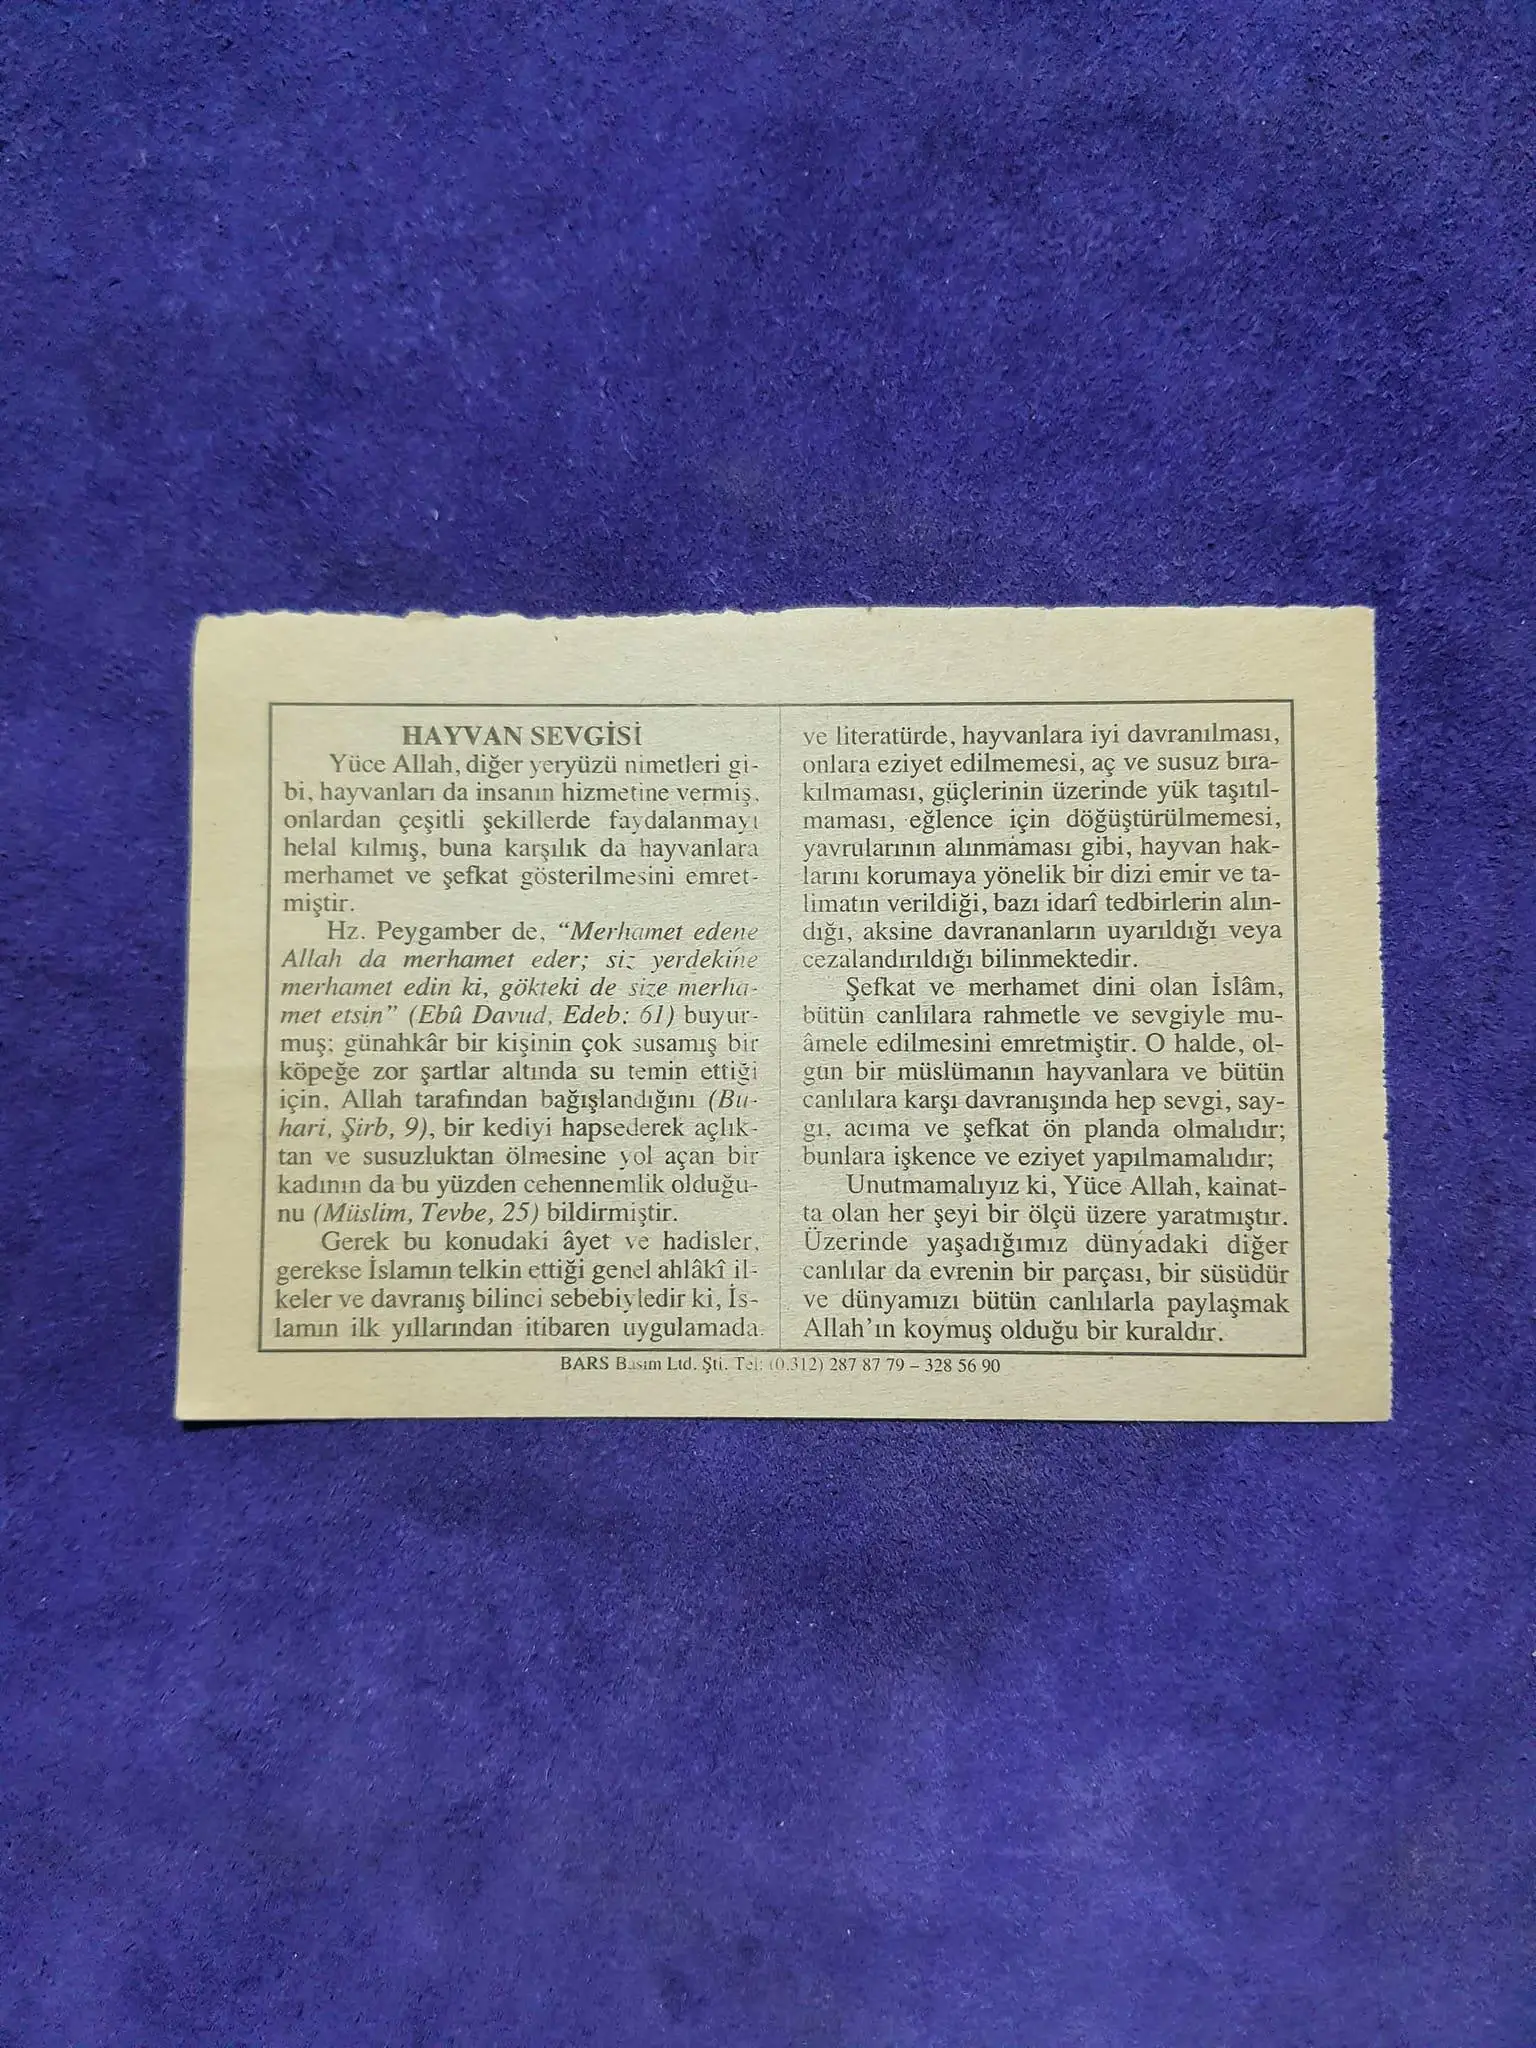 HAYVAN SEVGİSİ
Yüce Allah, diğer yeryüzü nimetleri gi-
bi, hayvanları da insanın hizmetine vermiş,
onlardan çeşitli şekillerde faydalanmayı
helal kılmış, buna karşılık da hayvanlara
merhamet ve şefkat gösterilmesini emret-
miştir.
Hz. Peygamber de, “Merhamet edene
Allah da merhamet eder; siz yerdekine
merhamet edin ki, gökteki de size merha-
met etsin” (Ebû Davud, Edeb: 61) buyur-
muş; günahkâr bir kişinin çok susamış bir
köpeğe zor şartlar altında su temin ettiği
için, Allah tarafından bağışlandığını (Bu-
hari, Şirb, 9), bir kediyi hapsederek açlık-
tan ve susuzluktan ölmesine yol açan bir
kadının da bu yüzden cehennemlik olduğu-
nu (Müslim, Tevbe, 25) bildirmiştir.
Gerek bu konudaki âyet ve hadisler,
gerekse İslamın telkin ettiği genel ahlâkî il-
keler ve davranış bilinci sebebiyledir ki, İs-
lamın ilk yıllarından itibaren uygulamada
ve literatürde, hayvanlara iyi davranılması,
onlara eziyet edilmemesi, aç ve susuz bıra-
kılmaması, güçlerinin üzerinde yük taşıtıl-
maması, eğlence için döğüştürülmemesi,
yavrularının alınmaması gibi, hayvan hak-
larını korumaya yönelik bir dizi emir ve ta-
limatın verildiği, bazı idarî tedbirlerin alın-
dığı, aksine davrananların uyarıldığı veya
cezalandırıldığı bilinmektedir.
Şefkat ve merhamet dini olan İslâm,
bütün canlılara rahmetle ve sevgiyle mu-
âmele edilmesini emretmiştir. O halde, ol-
gun bir müslümanın hayvanlara ve bütün
canlılara karşı davranışında hep sevgi, say-
gı, acıma ve şefkat ön planda olmalıdır;
bunlara işkence ve eziyet yapılmamalıdır;
Unutmamalıyız ki, Yüce Allah, kainat-
ta olan her şeyi bir ölçü üzere yaratmıştır.
Üzerinde yaşadığımız dünyadaki diğer
canlılar da evrenin bir parçası, bir süsüdür
ve dünyamızı bütün canlılarla paylaşmak
Allah’ın koymuş olduğu bir kuraldır.
BARS Basım Ltd. Şti. Tel: (0.312) 287 87 79 – 328 56 90